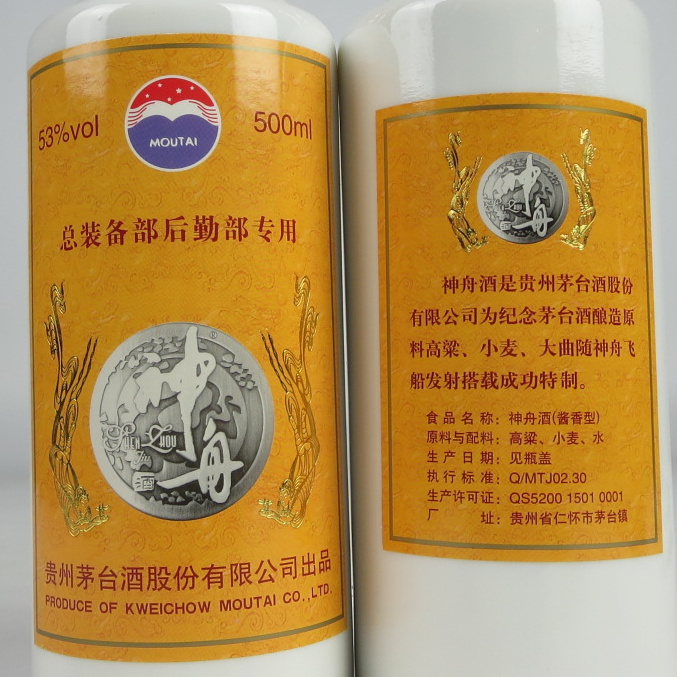 53%vol
500ml
MOUTAI
总装备部后勤部专用
神舟
SHEN ZHOU
Jiu
酒
®
贵州茅台酒股份有限公司出品
PRODUCE OF KWEICHOW MOUTAI CO.,LTD.
神舟
酒
神舟酒是贵州茅台酒股份
有限公司为纪念茅台酒酿造原
料高粱、小麦、大曲随神舟飞
船发射搭载成功特制。
食品名称：神舟酒(酱香型)
原料与配料：高粱、小麦、水
生产日期：见瓶盖
执行标准：Q/MTJ02.30
生产许可证：QS5200 1501 0001
厂 址：贵州省仁怀市茅台镇